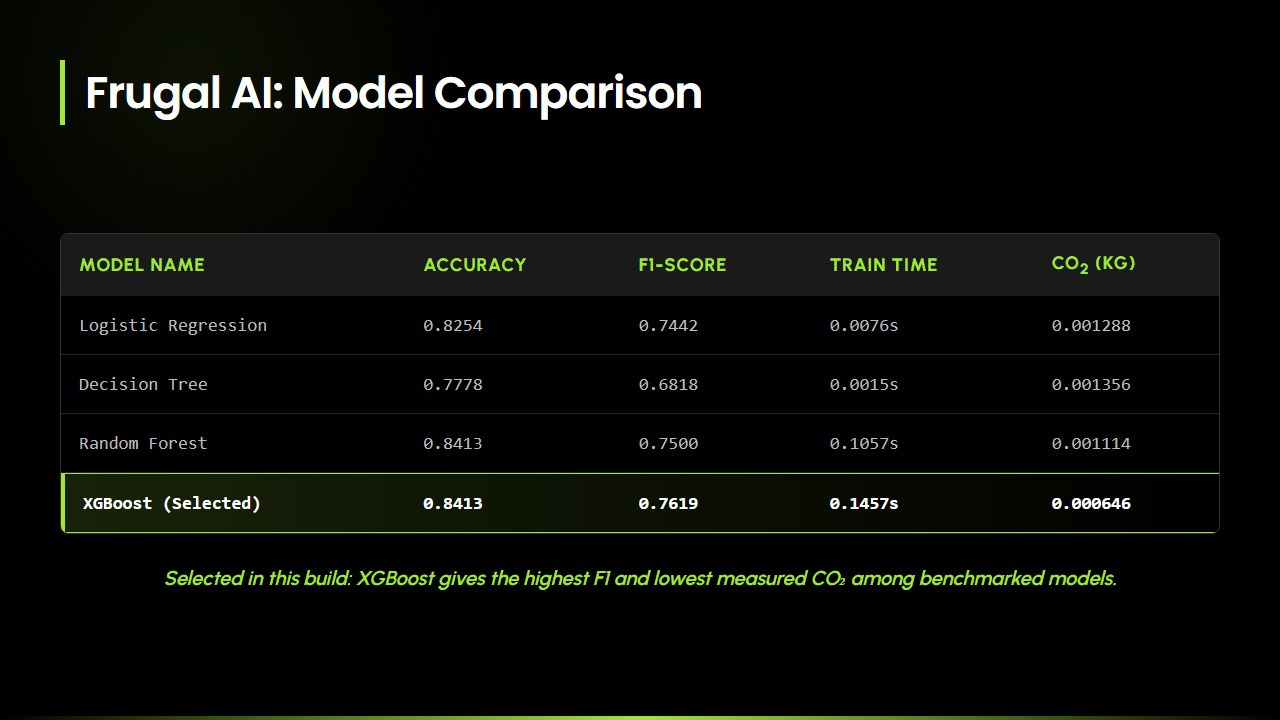 Frugal AI: Model Comparison
MODEL NAME ACCURACY F1-SCORE TRAIN TIME CO₂ (KG)
Logistic Regression 0.8254 0.7442 0.0076s 0.001288
Decision Tree 0.7778 0.6818 0.0015s 0.001356
Random Forest 0.8413 0.7500 0.1057s 0.001114
XGBoost (Selected) 0.8413 0.7619 0.1457s 0.000646
Selected in this build: XGBoost gives the highest F1 and lowest measured CO₂ among benchmarked models.